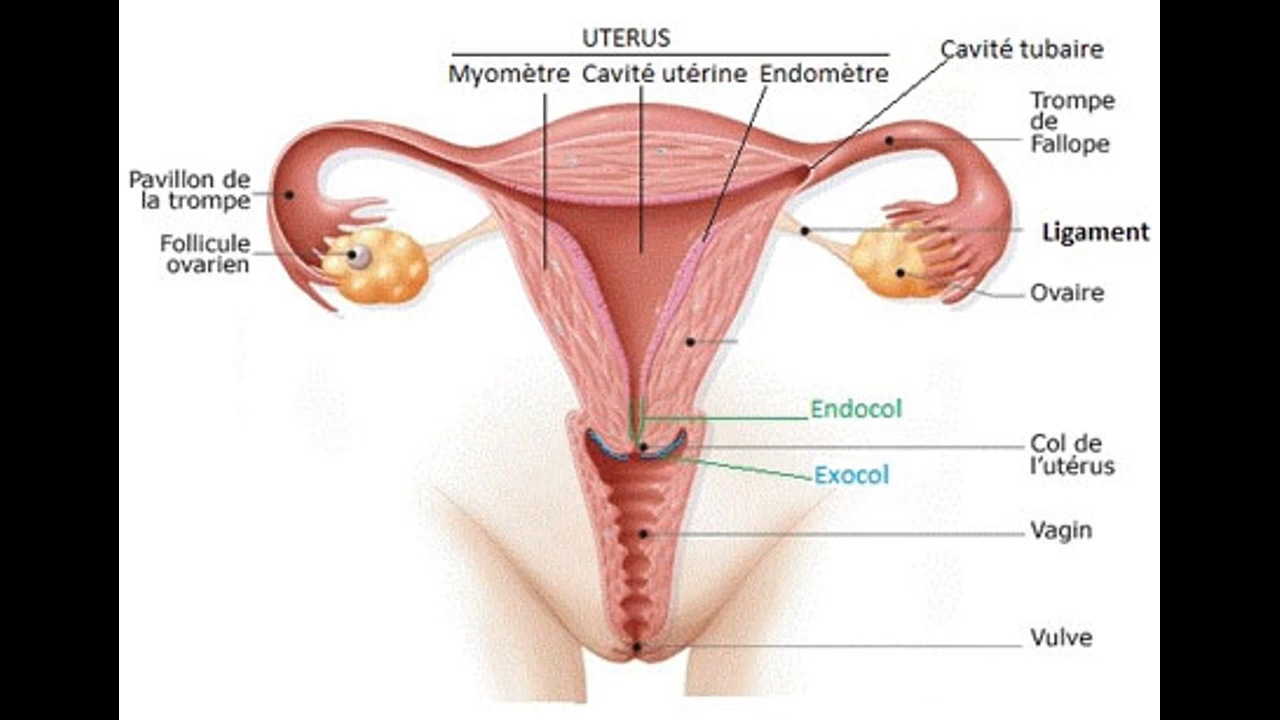 UTERUS
Myomètre Cavité utérine Endomètre
Cavité tubaire
Trompe
de
Fallope
Pavillon de
la trompe
Follicule
ovarien
Ligament
Ovaire
Endocol
Col de
l'utérus
Exocol
Vagin
Vulve